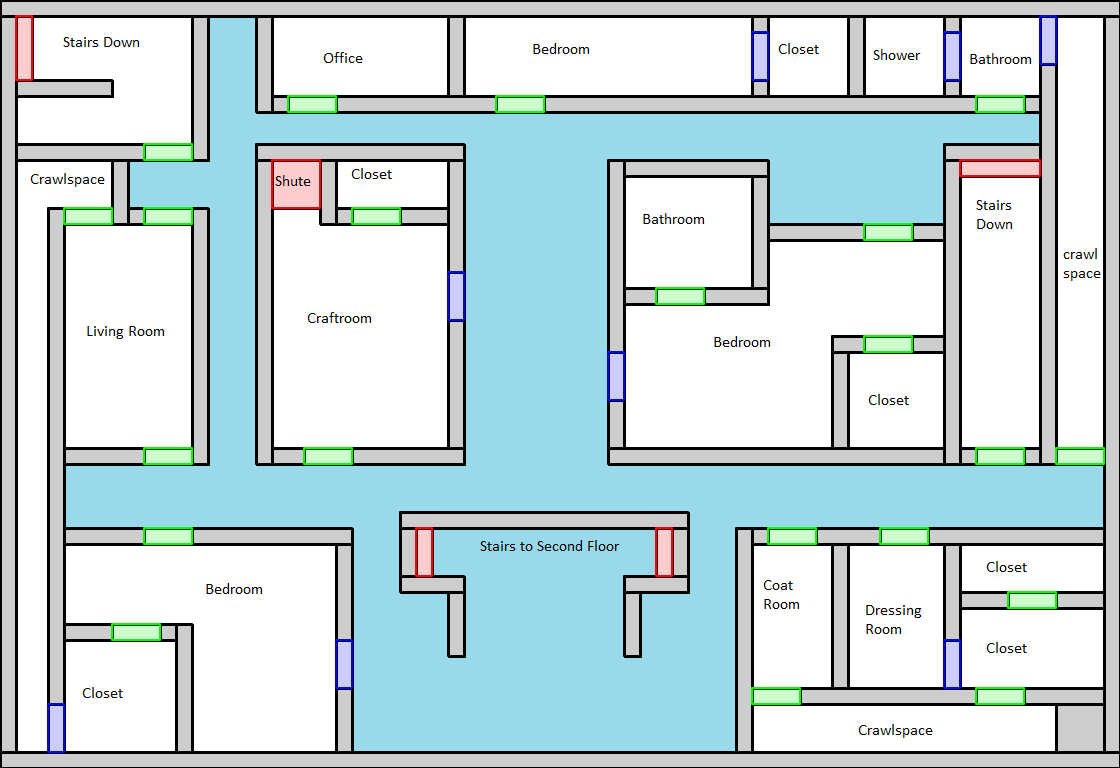 Stairs Down
Office
Bedroom
Closet
Shower
Bathroom
Crawlspace
Shute
Closet
Bathroom
Stairs
Down
crawl
space
Living Room
Craftroom
Bedroom
Closet
Stairs to Second Floor
Bedroom
Closet
Coat
Room
Dressing
Room
Closet
Closet
Crawlspace